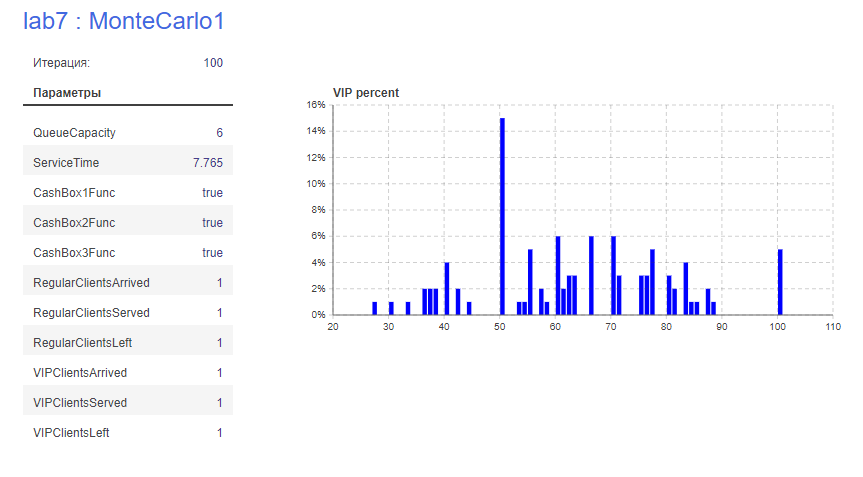 lab7 : MonteCarlo1
Итерация: 100
Параметры
QueueCapacity 6
ServiceTime 7.765
CashBox1Func true
CashBox2Func true
CashBox3Func true
RegularClientsArrived 1
RegularClientsServed 1
RegularClientsLeft 1
VIPClientsArrived 1
VIPClientsServed 1
VIPClientsLeft 1
VIP percent
16%
14%
12%
10%
8%
6%
4%
2%
0%
20 30 40 50 60 70 80 90 100 110